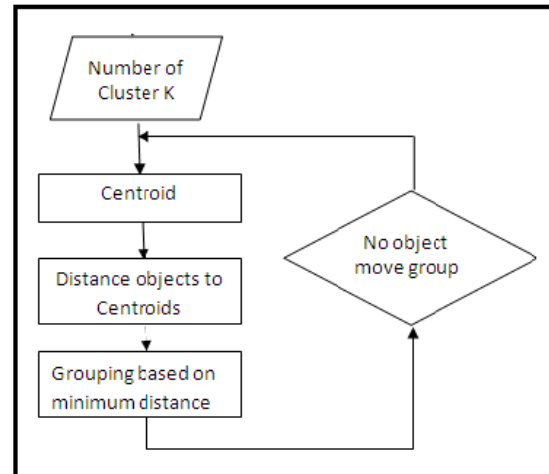 Number of
Cluster K
Centroid
Distance objects to
Centroids
Grouping based on
minimum distance
No object
move group